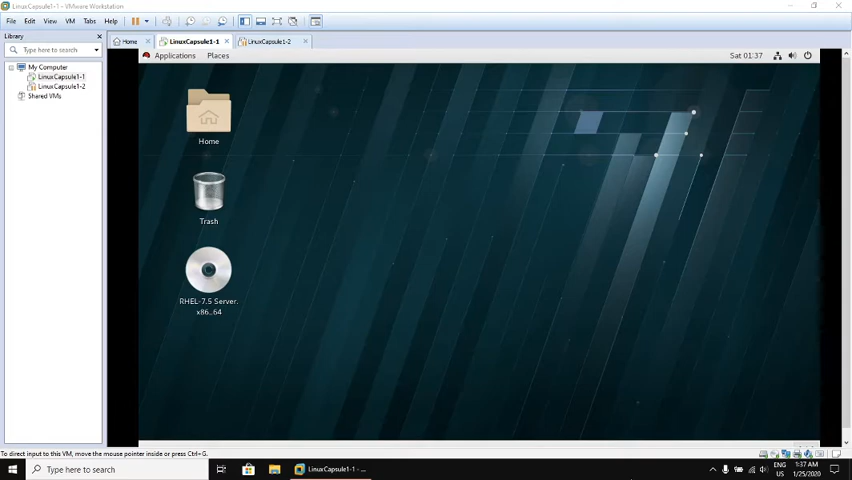 LinuxCapsule1-1 - VMware Workstation
File Edit View VM Tabs Help
Library
Type here to search
Home LinuxCapsule1-1 LinuxCapsule1-2
My Computer
LinuxCapsule1-1
LinuxCapsule1-2
Shared VMs
Applications Places Sat 01:37
Home
Trash
RHEL-7.5 Server.
x86_64
To direct input to this VM, move the mouse pointer inside or press Ctrl+G.
Type here to search
LinuxCapsule1-1 - ...
ENG
US
1:37 AM
1/25/2020